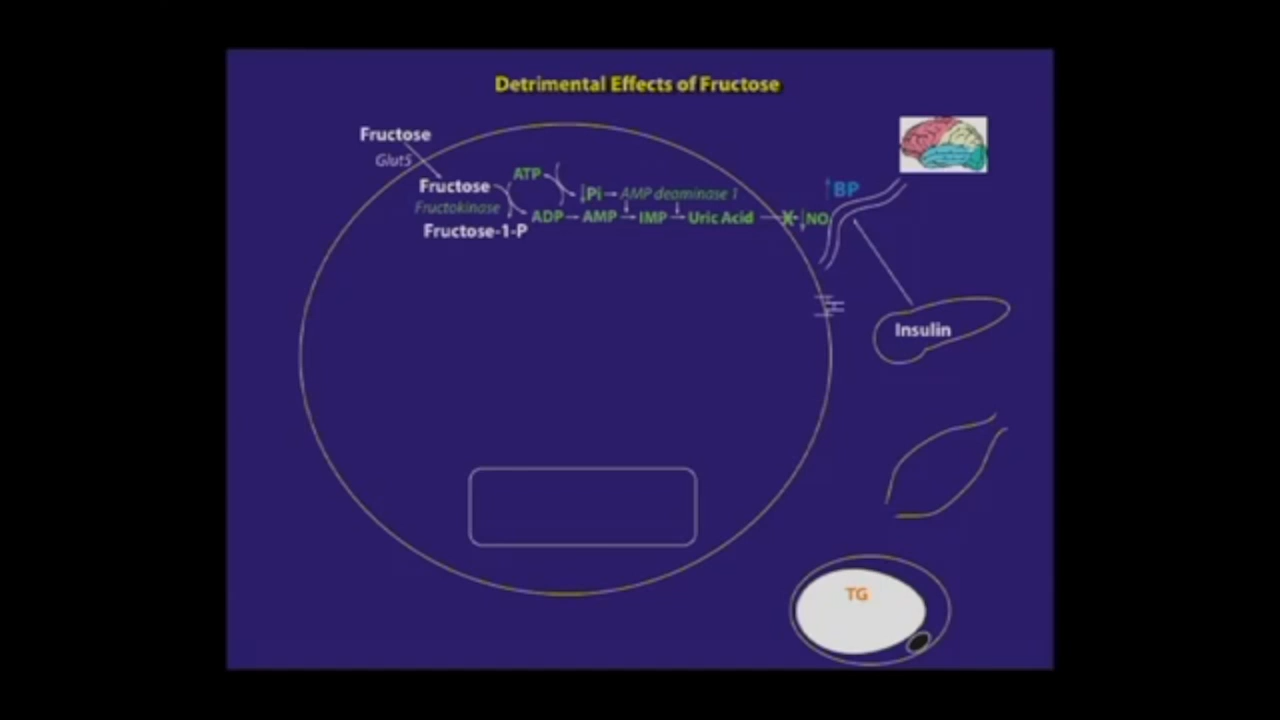 Detrimental Effects of Fructose
Fructose
Glut5
Fructose
Fructokinase
Fructose-1-P
ATP
↓Pi → AMP deaminase 1
ADP → AMP → IMP → Uric Acid → X ↓NO
↑BP
Insulin
TG